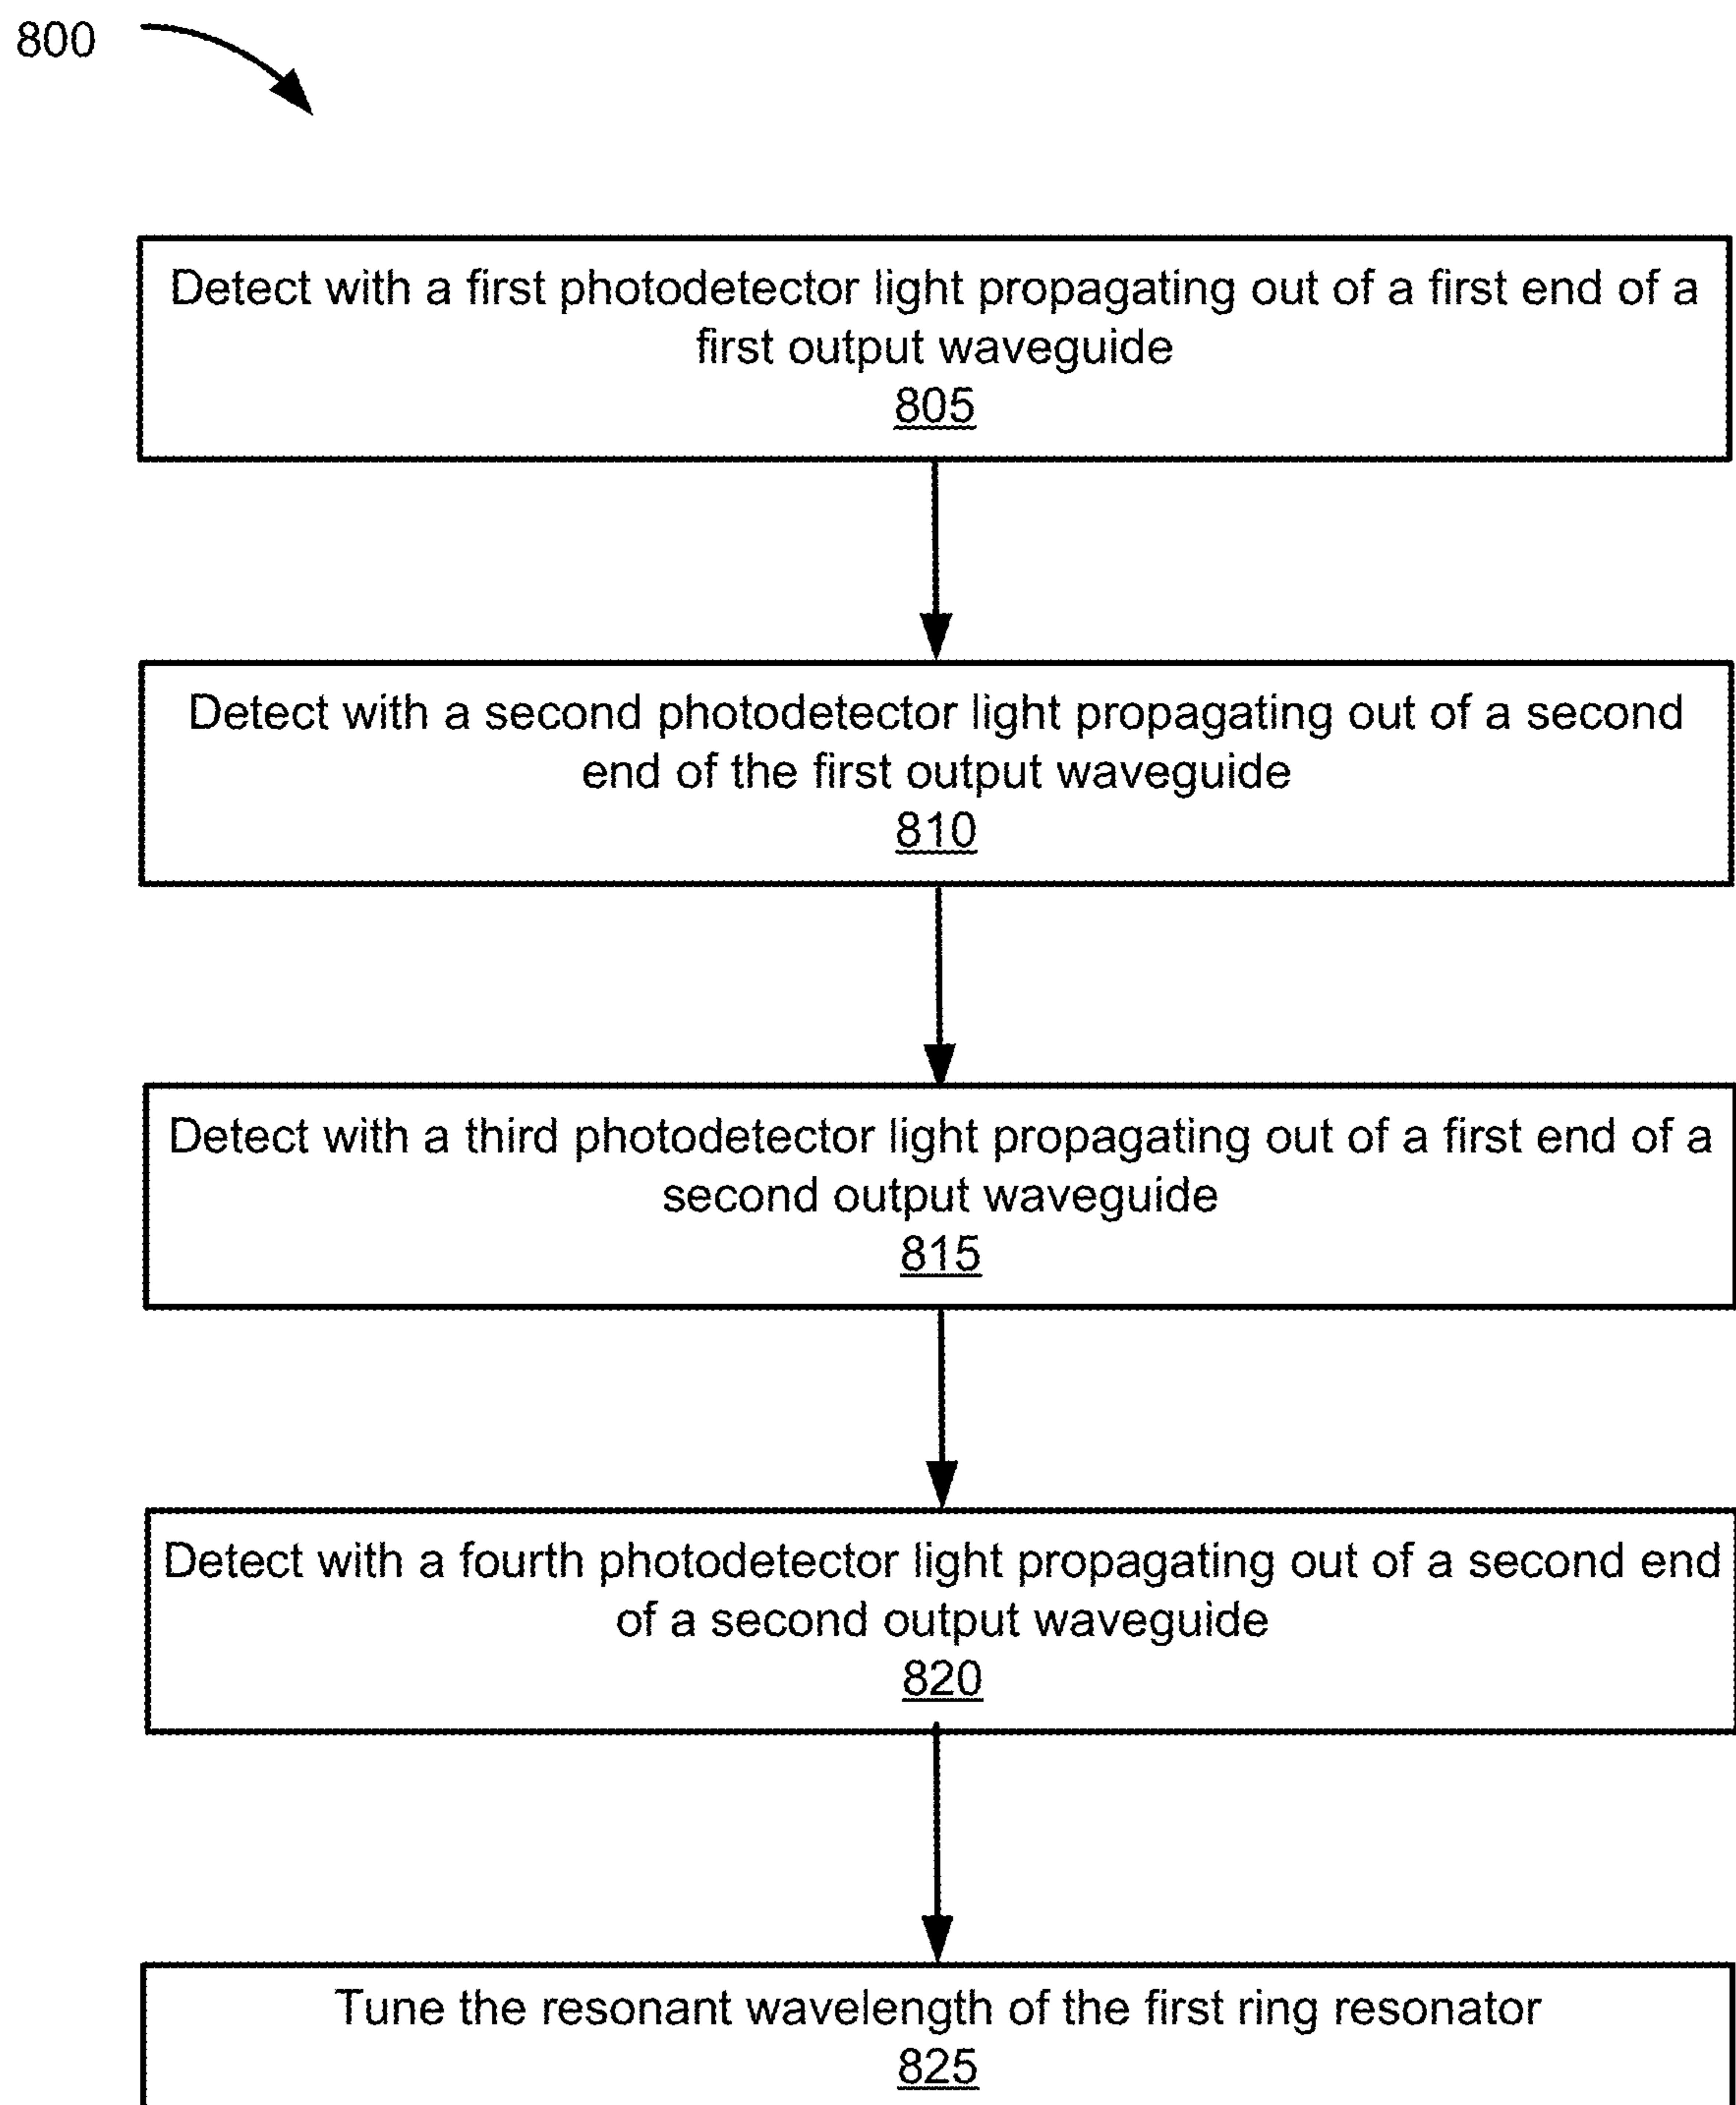 800
Detect with a first photodetector light propagating out of a first end of a
first output waveguide
805
Detect with a second photodetector light propagating out of a second
end of the first output waveguide
810
Detect with a third photodetector light propagating out of a first end of a
second output waveguide
815
Detect with a fourth photodetector light propagating out of a second end
of a second output waveguide
820
Tune the resonant wavelength of the first ring resonator
825